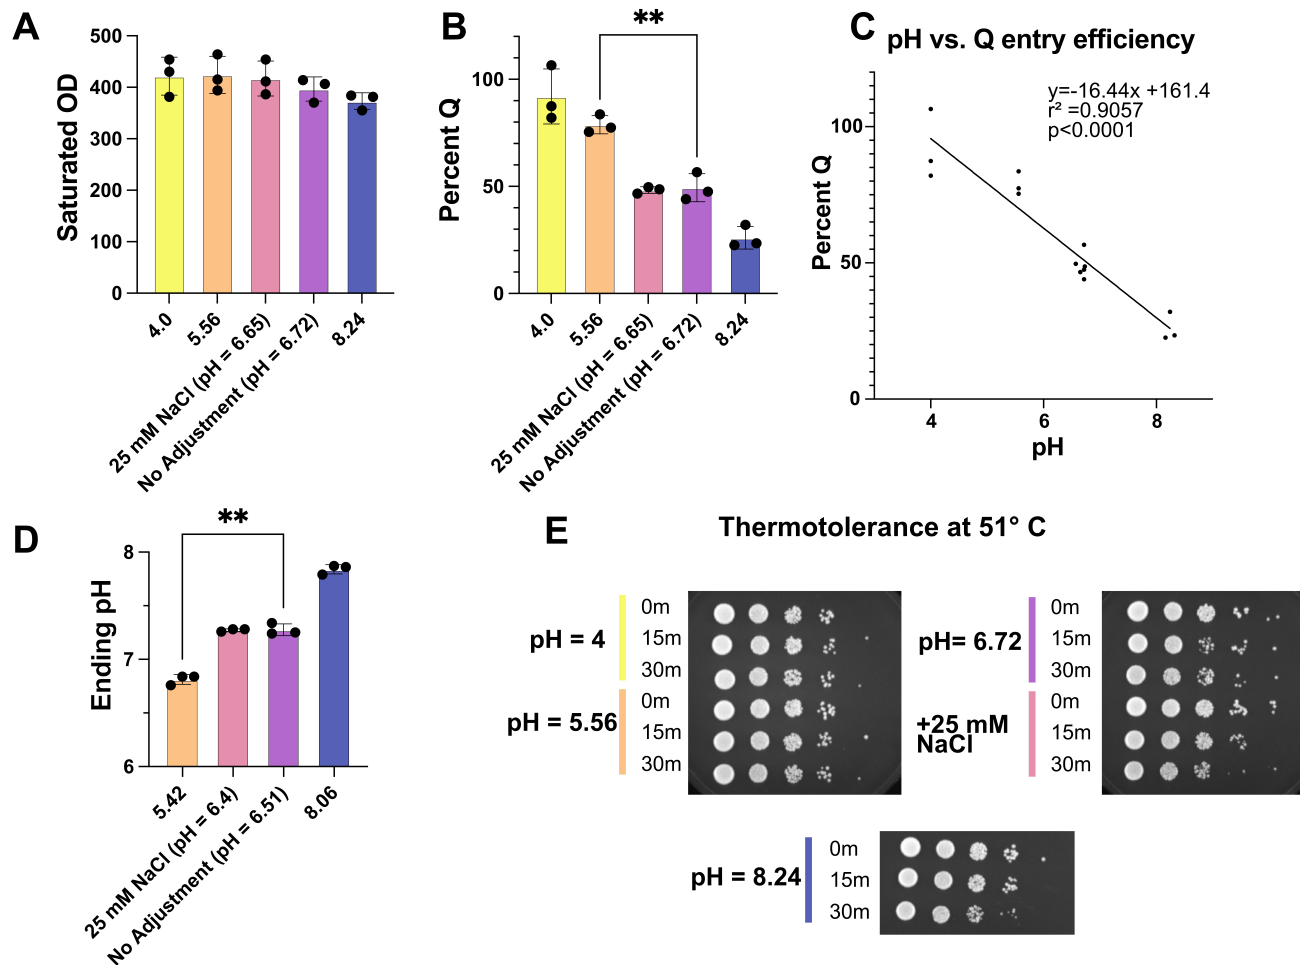 A
Saturated OD
500
400
300
200
100
0
4.0
5.56
25 mM NaCl (pH = 6.65)
No Adjustment (pH = 6.72)
8.24
B
**
Percent Q
100
50
0
4.0
5.56
25 mM NaCl (pH = 6.65)
No Adjustment (pH = 6.72)
8.24
C
pH vs. Q entry efficiency
y=-16.44x +161.4
r² =0.9057
p<0.0001
Percent Q
100
50
0
4
6
8
pH
D
**
Ending pH
8
7
6
5.42
25 mM NaCl (pH = 6.4)
No Adjustment (pH = 6.51)
8.06
E
Thermotolerance at 51° C
pH = 4
0m
15m
30m
pH = 5.56
0m
15m
30m
pH= 6.72
0m
15m
30m
+25 mM
NaCl
0m
15m
30m
pH = 8.24
0m
15m
30m